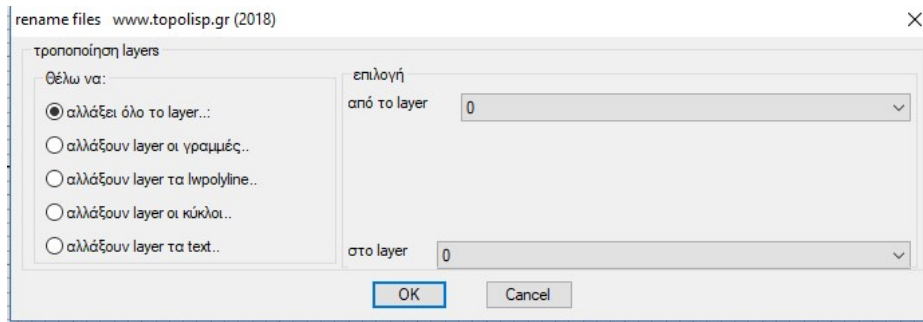 rename files www.topolisp.gr (2018)
τροποποίηση layers
Θέλω να:
αλλάξει όλο το layer..:
αλλάξουν layer οι γραμμές..
αλλάξουν layer τα lwpolyline..
αλλάξουν layer οι κύκλοι..
αλλάξουν layer τα text..
επιλογή
από το layer 0
στο layer 0
OK Cancel